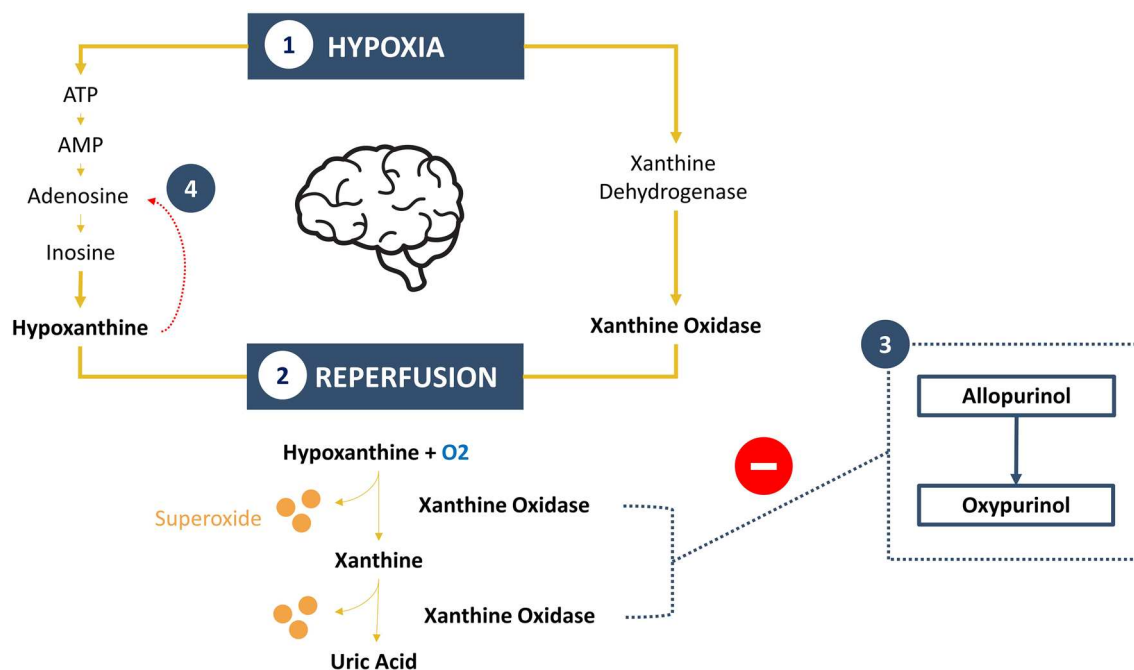 1 HYPOXIA
ATP
AMP
Adenosine
4
Inosine
Hypoxanthine
Xanthine
Dehydrogenase
Xanthine Oxidase
2 REPERFUSION
3
Allopurinol
Oxypurinol
Hypoxanthine + O2
Superoxide
Xanthine Oxidase
Xanthine
Xanthine Oxidase
Uric Acid